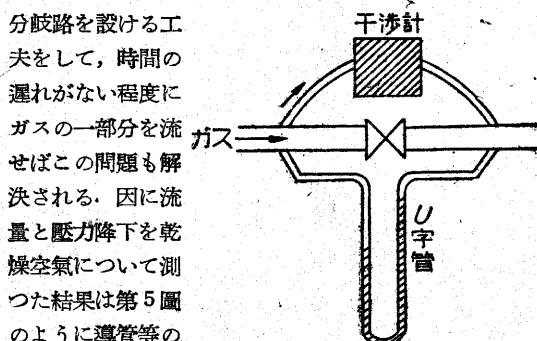 分岐路を設ける工
夫をして，時間の
遅れがない程度に
ガスの一部分を流
せばこの問題も解
決される．因に流
量と壓力降下を乾
燥空氣について測
つた結果は第5圖
のように導管等の
干渉計
ガス
U字管